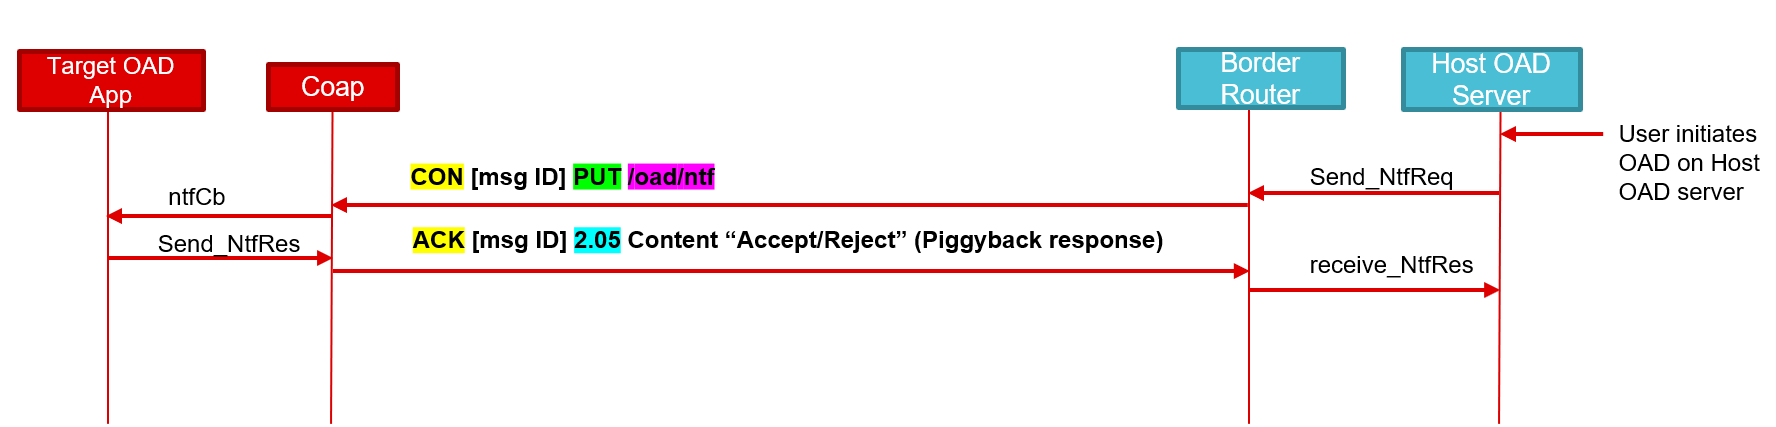 Target OAD
App
Coap
Border
Router
Host OAD
Server
User initiates
OAD on Host
OAD server
CON [msg ID] PUT /oad/ntf
Send_NtfReq
ntfCb
Send_NtfRes
ACK [msg ID] 2.05 Content “Accept/Reject” (Piggyback response)
receive_NtfRes